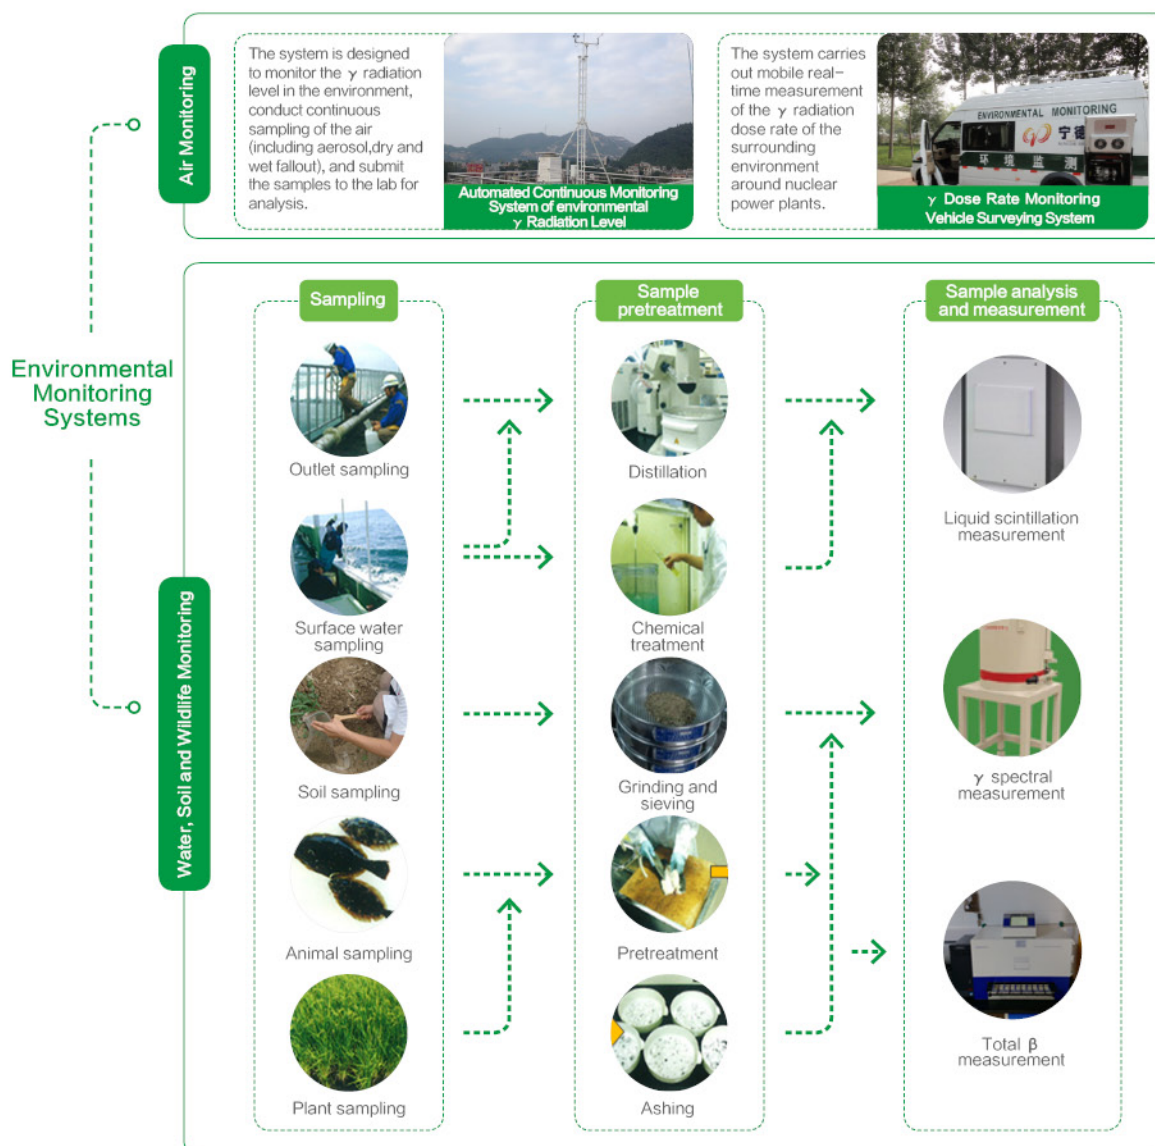 Environmental
Monitoring
Systems
Air Monitoring
The system is designed
to monitor the γ radiation
level in the environment,
conduct continuous
sampling of the air
(including aerosol,dry and
wet fallout), and submit
the samples to the lab for
analysis.
Automated Continuous Monitoring
System of environmental
γ Radiation Level
The system carries
out mobile real-
time measurement
of the γ radiation
dose rate of the
surrounding
environment
around nuclear
power plants.
ENVIRONMENTAL MONITORING
宁德
环境监测
γ Dose Rate Monitoring
Vehicle Surveying System
Water, Soil and Wildlife Monitoring
Sampling
Outlet sampling
Surface water
sampling
Soil sampling
Animal sampling
Plant sampling
Sample
pretreatment
Distillation
Chemical
treatment
Grinding and
sieving
Pretreatment
Ashing
Sample analysis
and measurement
Liquid scintillation
measurement
γ spectral
measurement
Total β
measurement